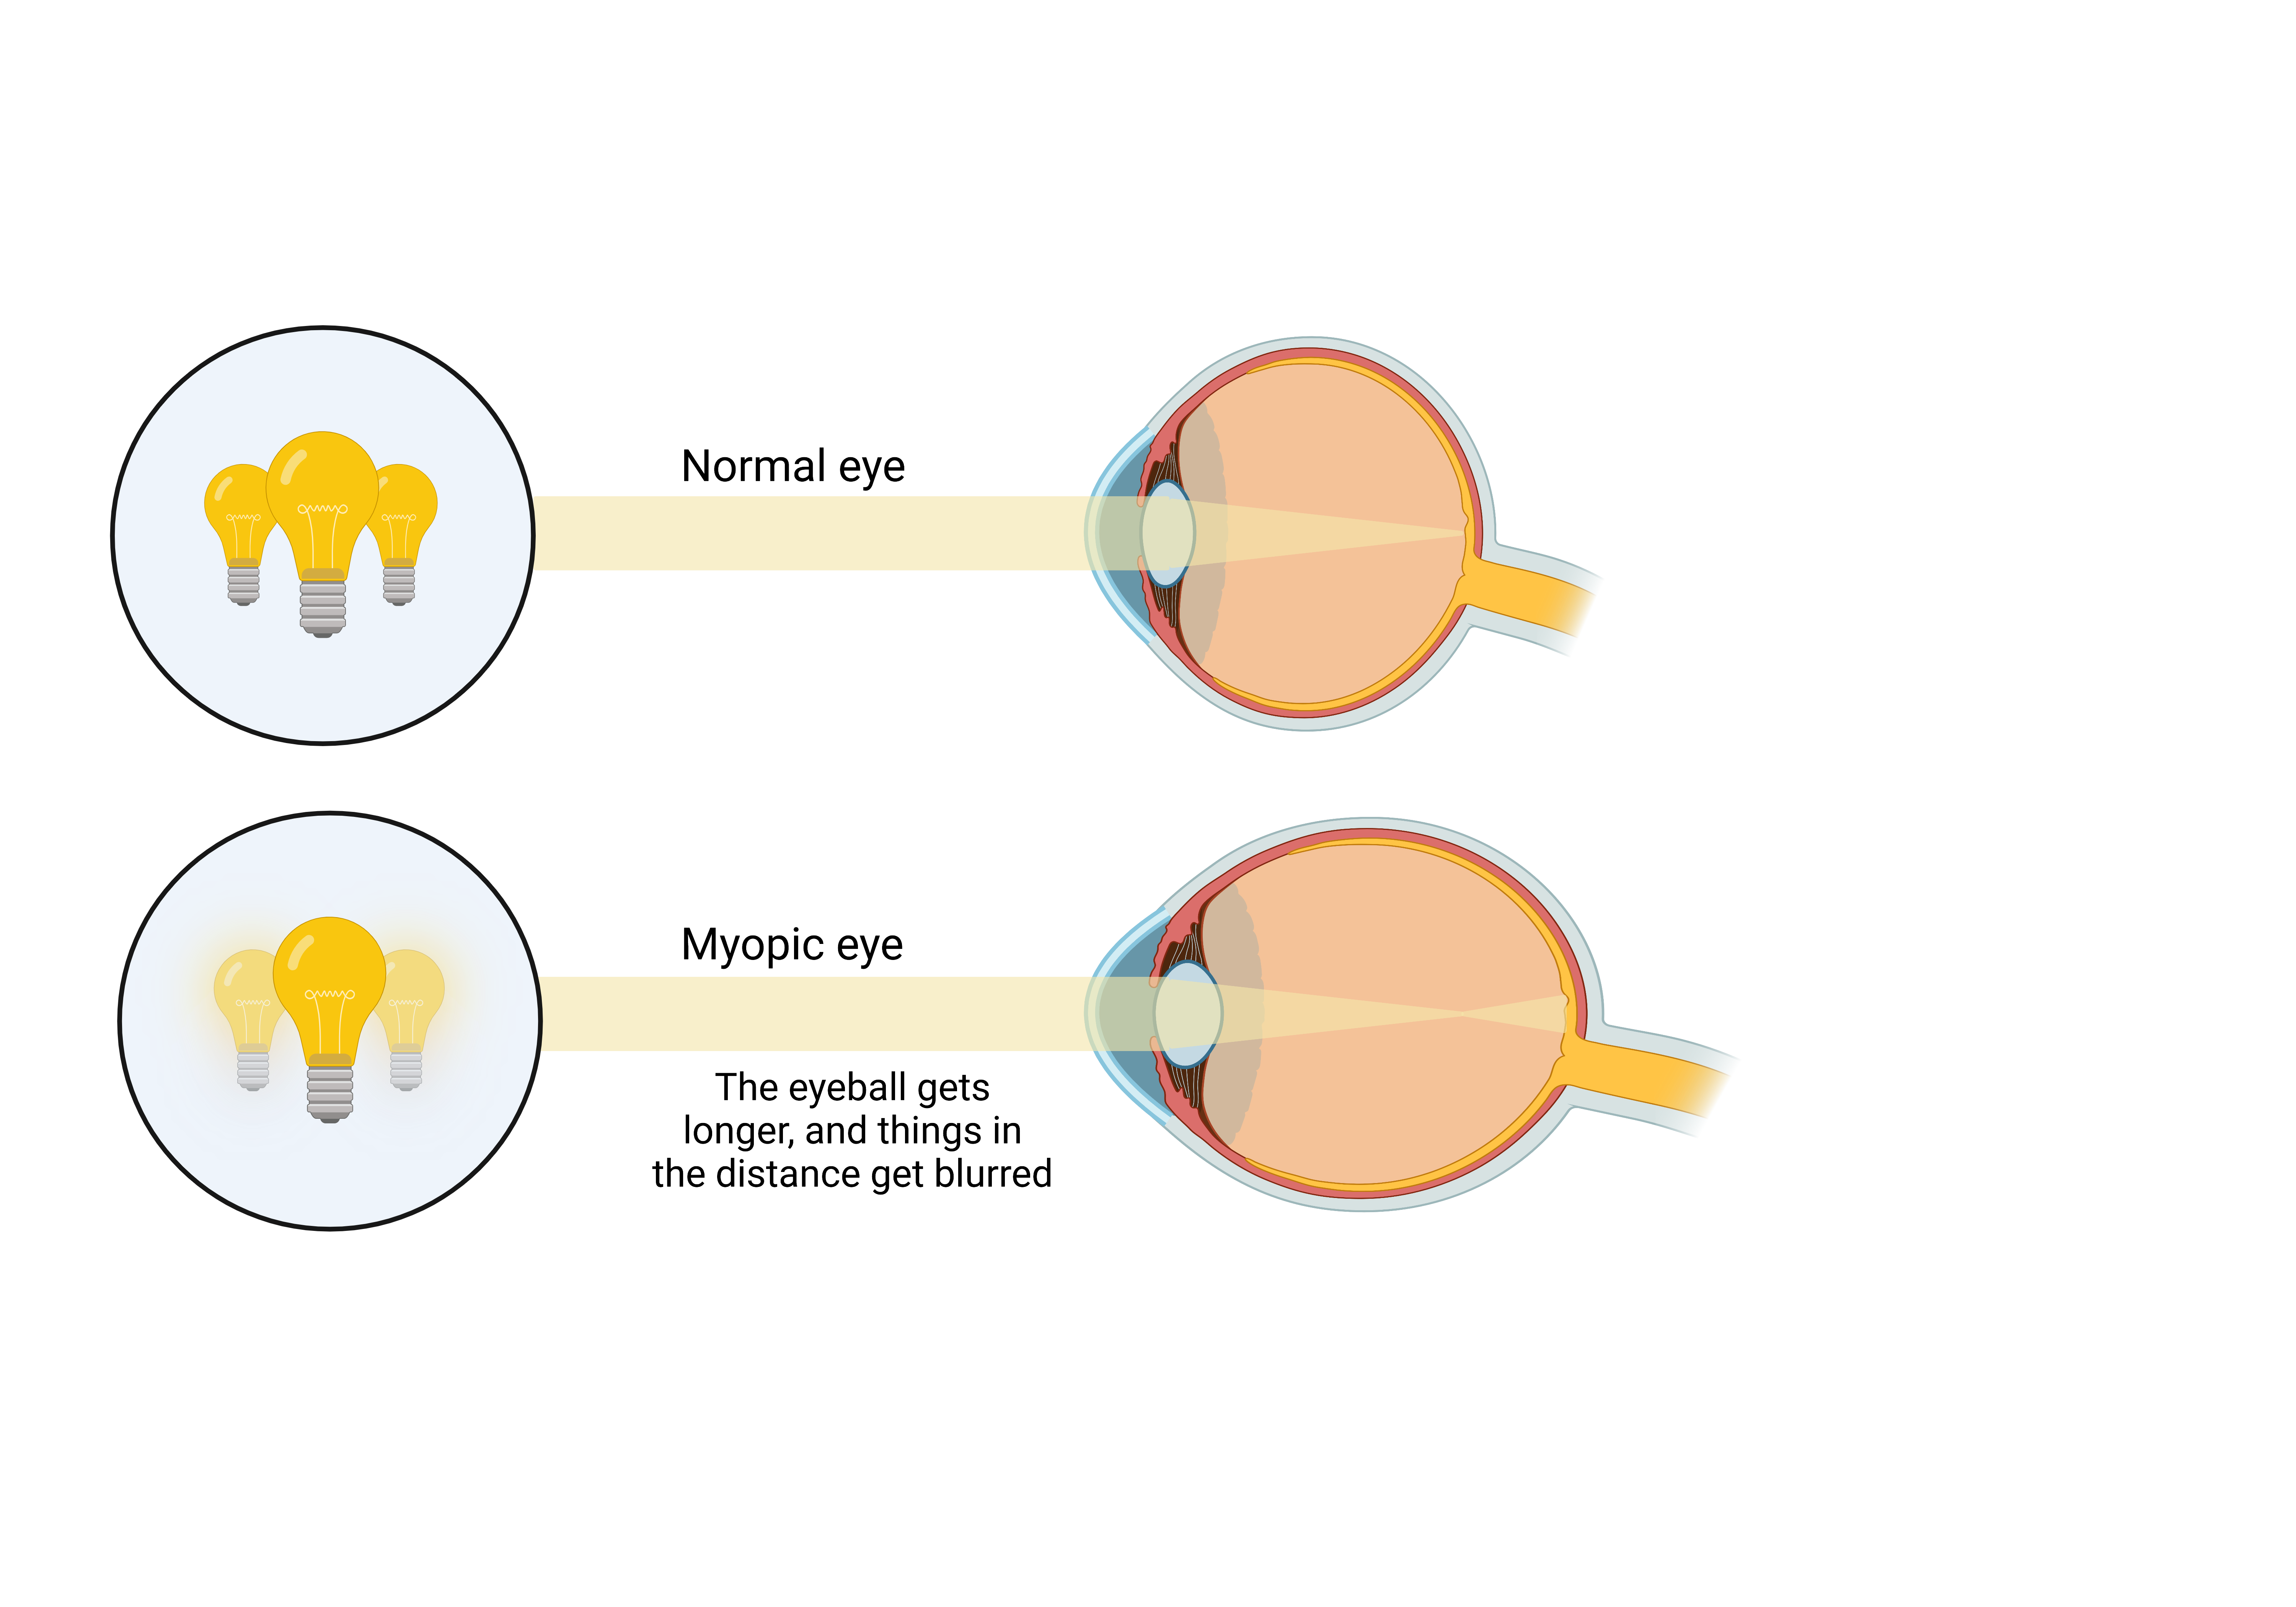 Normal eye
Myopic eye
The eyeball gets
longer, and things in
the distance get blurred